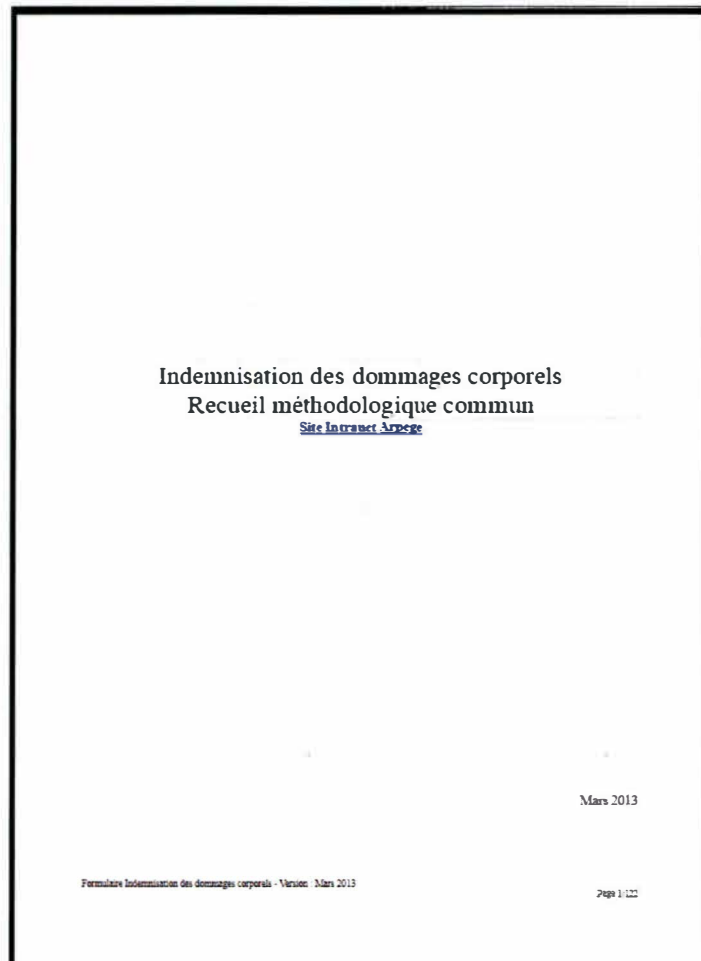 Indemnisation des dommages corporels
Recueil méthodologique commun
Site Intranet Arpege
Mars 2013
Formulaire Indemnisation des dommages corporels - Version : Mars 2013
Page 1/122